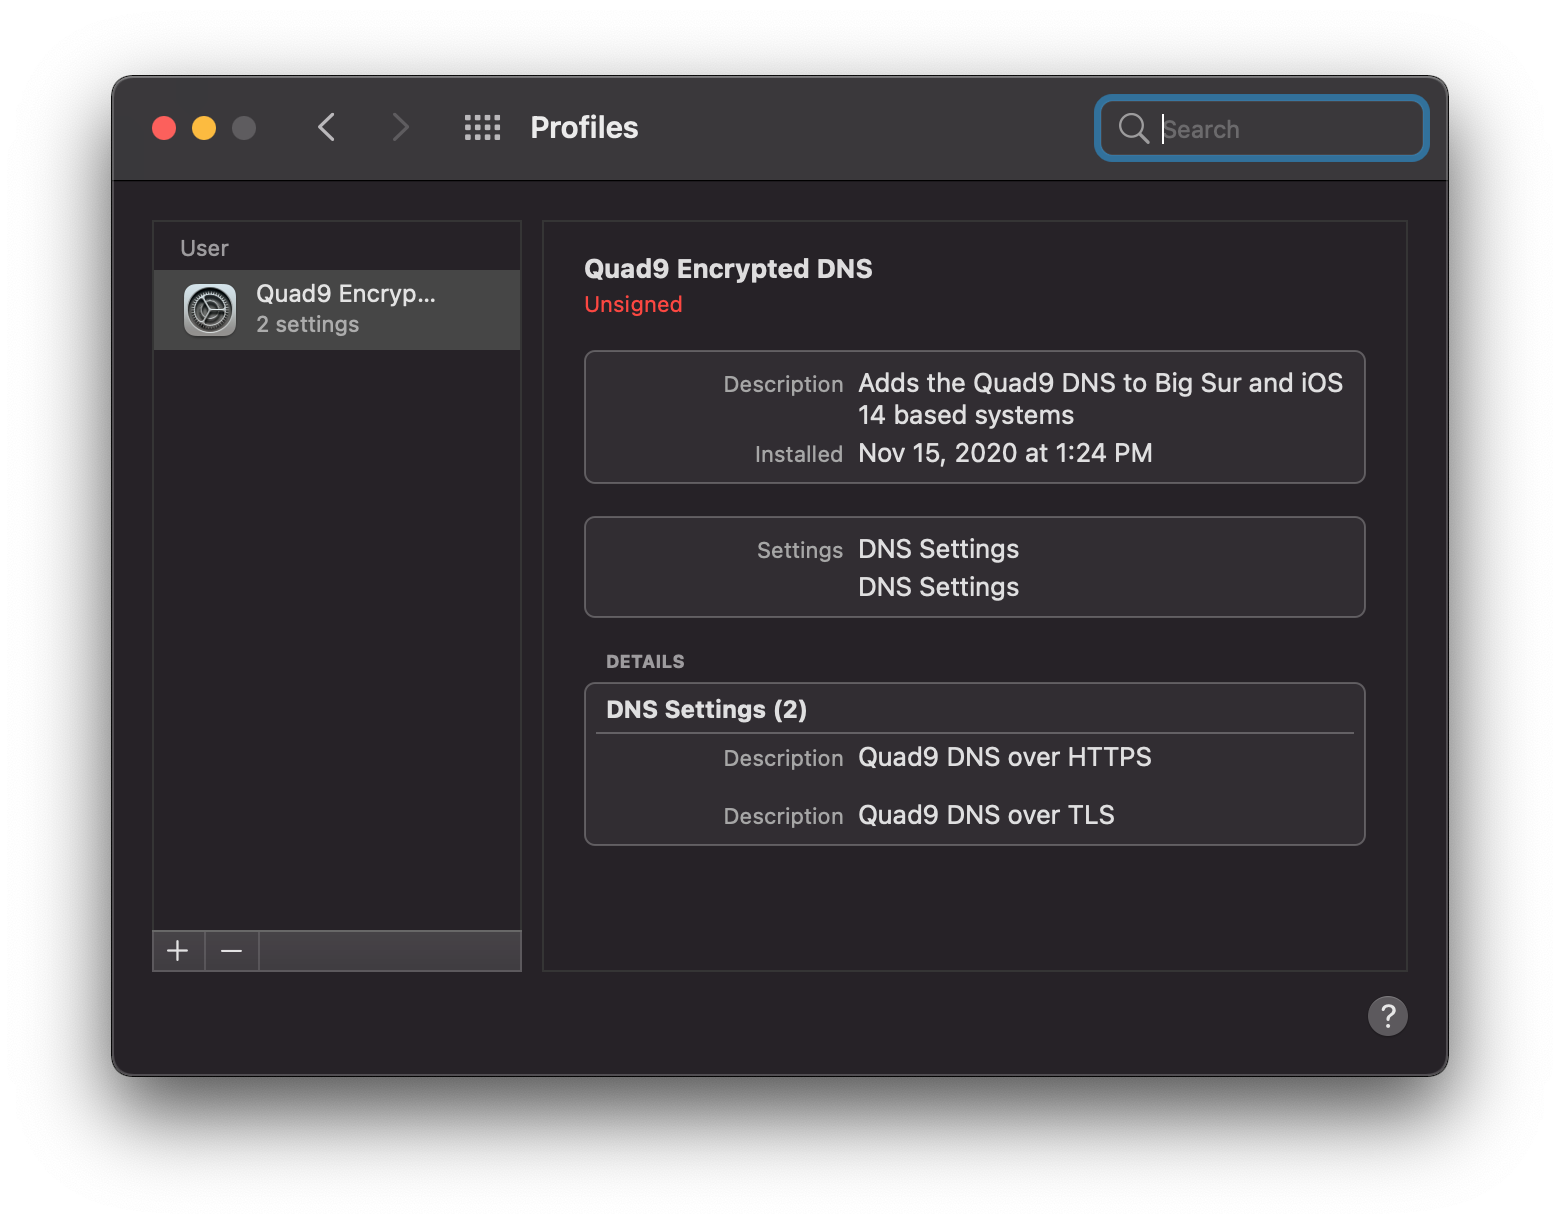 Profiles
Search
User
Quad9 Encryp...
2 settings
Quad9 Encrypted DNS
Unsigned
Description Adds the Quad9 DNS to Big Sur and iOS
14 based systems
Installed Nov 15, 2020 at 1:24 PM
Settings DNS Settings
DNS Settings
DETAILS
DNS Settings (2)
Description Quad9 DNS over HTTPS
Description Quad9 DNS over TLS
?